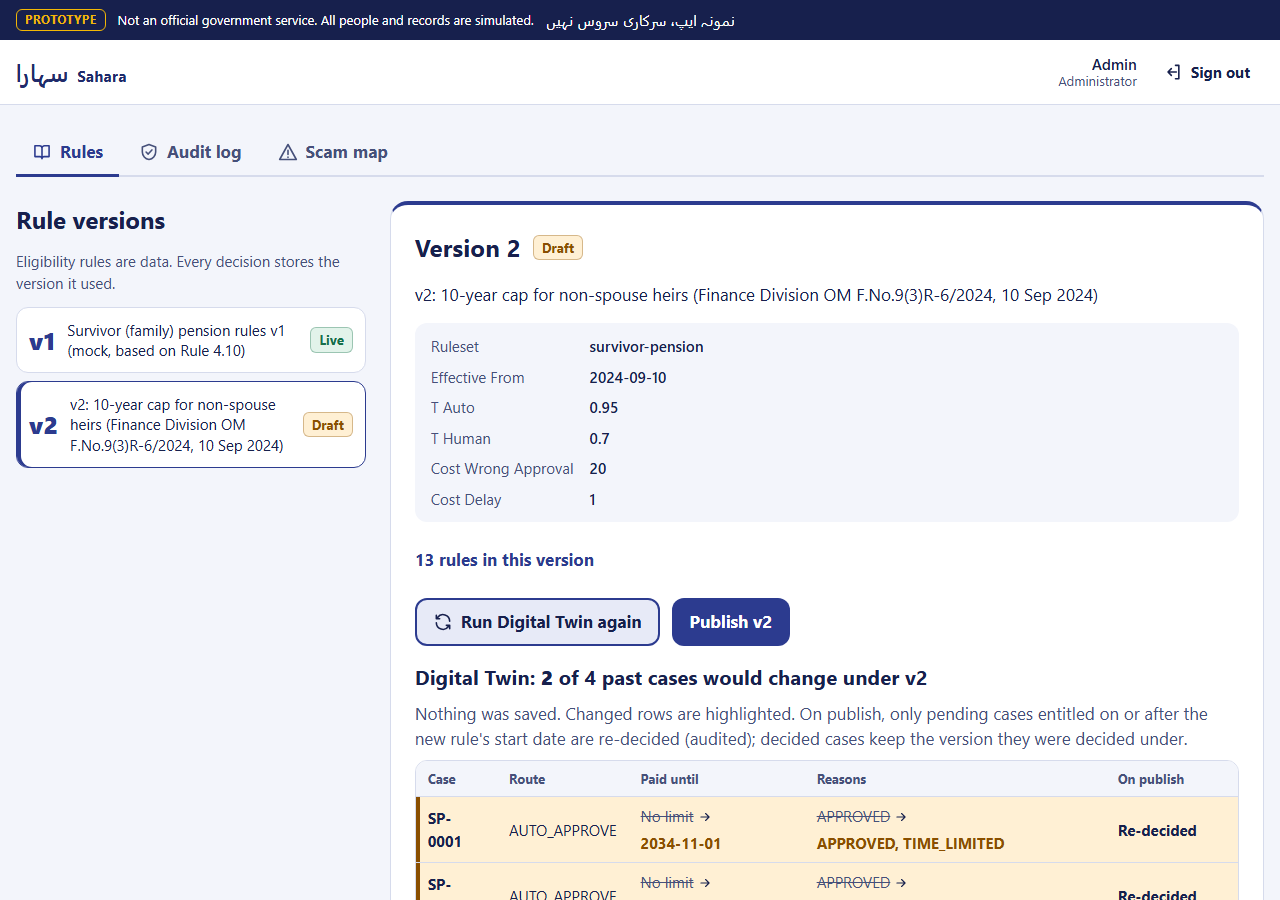 PROTOTYPE Not an official government service. All people and records are simulated. نمونہ ایپ، سرکاری سروس نہیں
سہارا Sahara
Admin
Administrator
Sign out
Rules
Audit log
Scam map
Rule versions
Eligibility rules are data. Every decision stores the
version it used.
v1
Survivor (family) pension rules v1
(mock, based on Rule 4.10)
Live
v2
v2: 10-year cap for non-spouse
heirs (Finance Division OM
F.No.9(3)R-6/2024, 10 Sep 2024)
Draft
Version 2 Draft
v2: 10-year cap for non-spouse heirs (Finance Division OM F.No.9(3)R-6/2024, 10 Sep 2024)
Ruleset survivor-pension
Effective From 2024-09-10
T Auto 0.95
T Human 0.7
Cost Wrong Approval 20
Cost Delay 1
13 rules in this version
Run Digital Twin again
Publish v2
Digital Twin: 2 of 4 past cases would change under v2
Nothing was saved. Changed rows are highlighted. On publish, only pending cases entitled on or after the
new rule's start date are re-decided (audited); decided cases keep the version they were decided under.
Case Route Paid until Reasons On publish
SP-
0001
AUTO_APPROVE
No limit →
2034-11-01
APPROVED →
APPROVED, TIME_LIMITED
Re-decided
SP-
AUTO_APPROVE
No limit →
APPROVED →
Re-decided